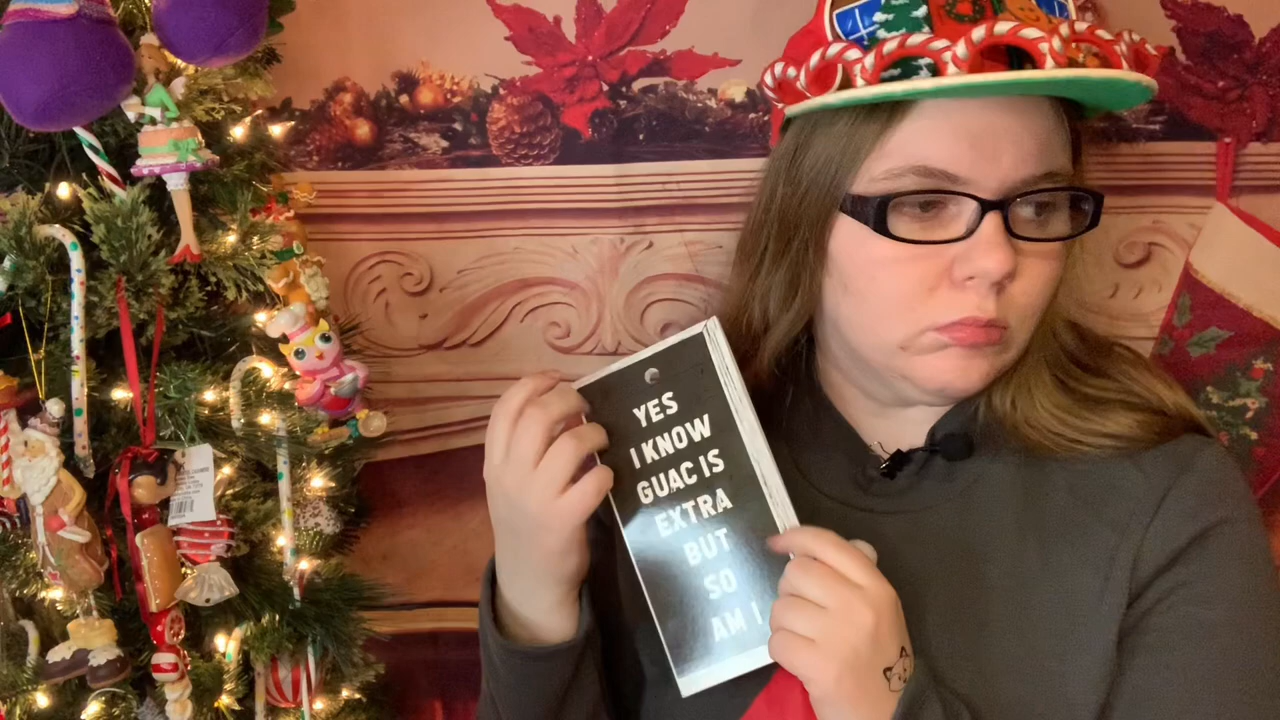 YES
I KNOW
GUAC IS
EXTRA
BUT
SO
AM I